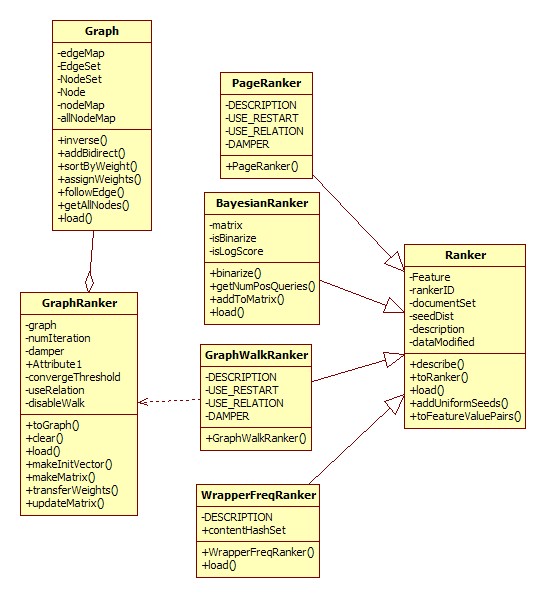 Graph
-edgeMap
-EdgeSet
-NodeSet
-Node
-nodeMap
-allNodeMap
+inverse()
+addBidirect()
+sortByWeight()
+assignWeights()
+followEdge()
+getAllNodes()
+load()
PageRanker
-DESCRIPTION
-USE_RESTART
-USE_RELATION
-DAMPER
+PageRanker()
BayesianRanker
-matrix
-isBinarize
-isLogScore
+binarize()
+getNumPosQueries()
+addToMatrix()
+load()
Ranker
-Feature
-rankerID
-documentSet
-seedDist
-description
-dataModified
+describe()
+toRanker()
+load()
+addUniformSeeds()
+toFeatureValuePairs()
GraphRanker
-graph
-numIteration
-damper
+Attribute1
-convergeThreshold
-useRelation
-disableWalk
+toGraph()
+clear()
+load()
+makeInitVector()
+makeMatrix()
+transferWeights()
+updateMatrix()
GraphWalkRanker
-DESCRIPTION
-USE_RESTART
-USE_RELATION
-DAMPER
+GraphWalkRanker()
WrapperFreqRanker
-DESCRIPTION
+contentHashSet
+WrapperFreqRanker()
+load()